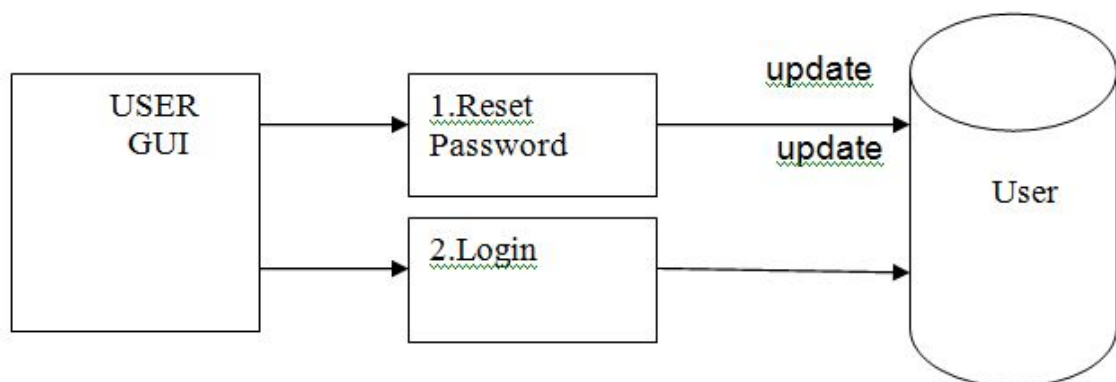 USER
GUI
1.Reset
Password
update
update
2.Login
User